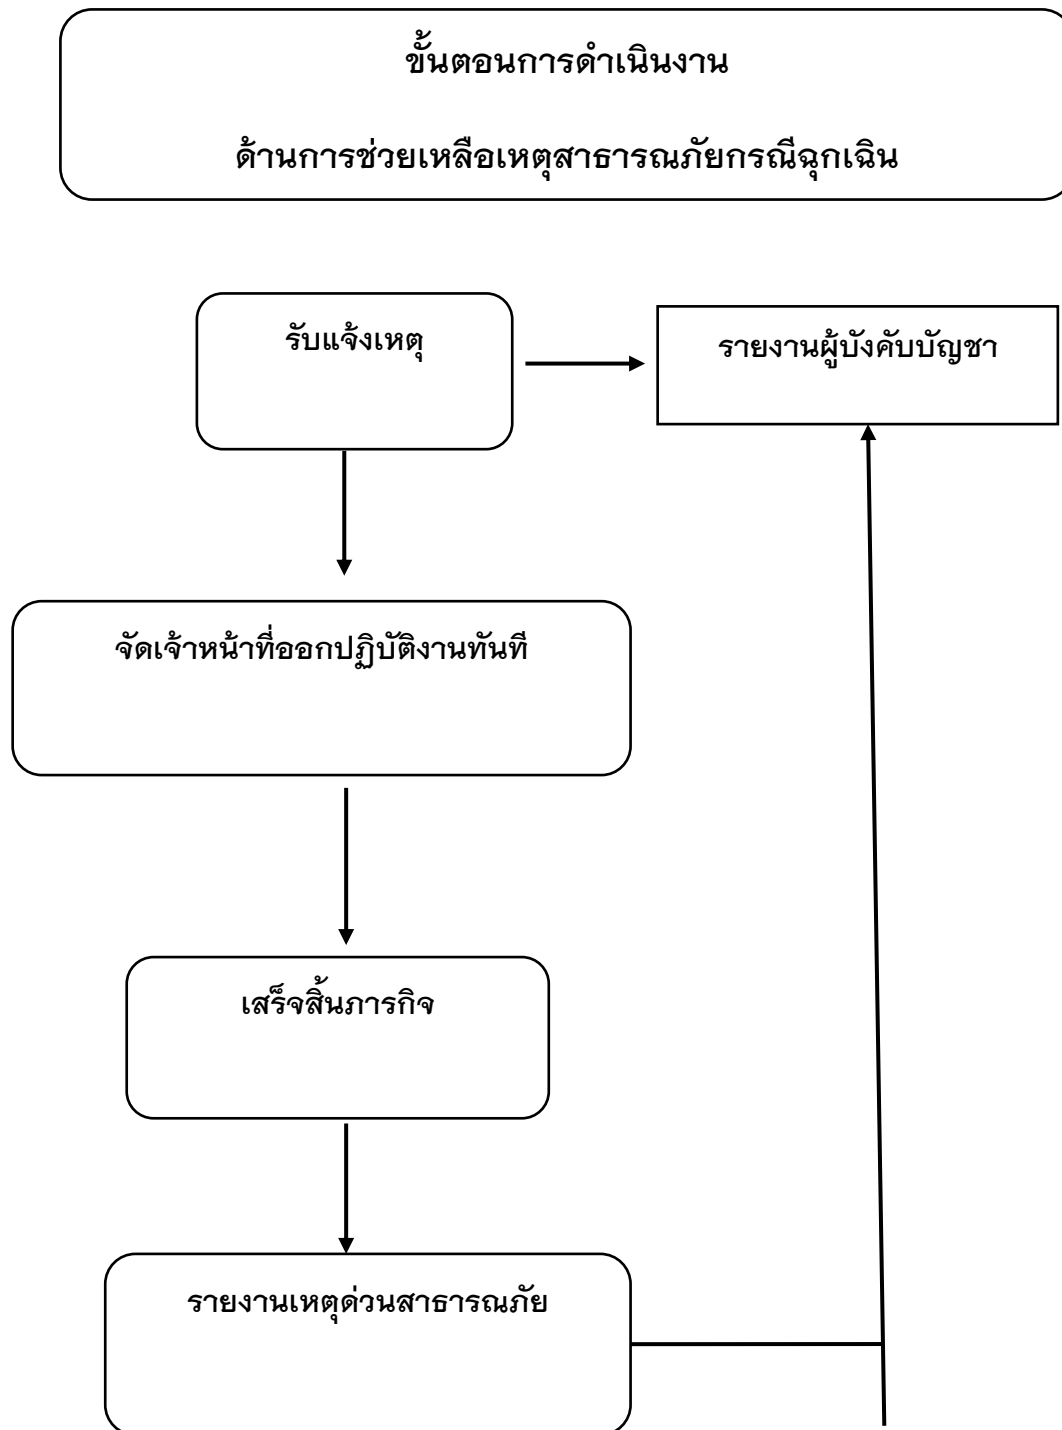 ขั้นตอนการดำเนินงาน
ด้านการช่วยเหลือเหตุสาธารณภัยกรณีฉุกเฉิน
รับแจ้งเหตุ
รายงานผู้บังคับบัญชา
จัดเจ้าหน้าที่ออกปฏิบัติงานทันที
เสร็จสิ้นภารกิจ
รายงานเหตุด่วนสาธารณภัย